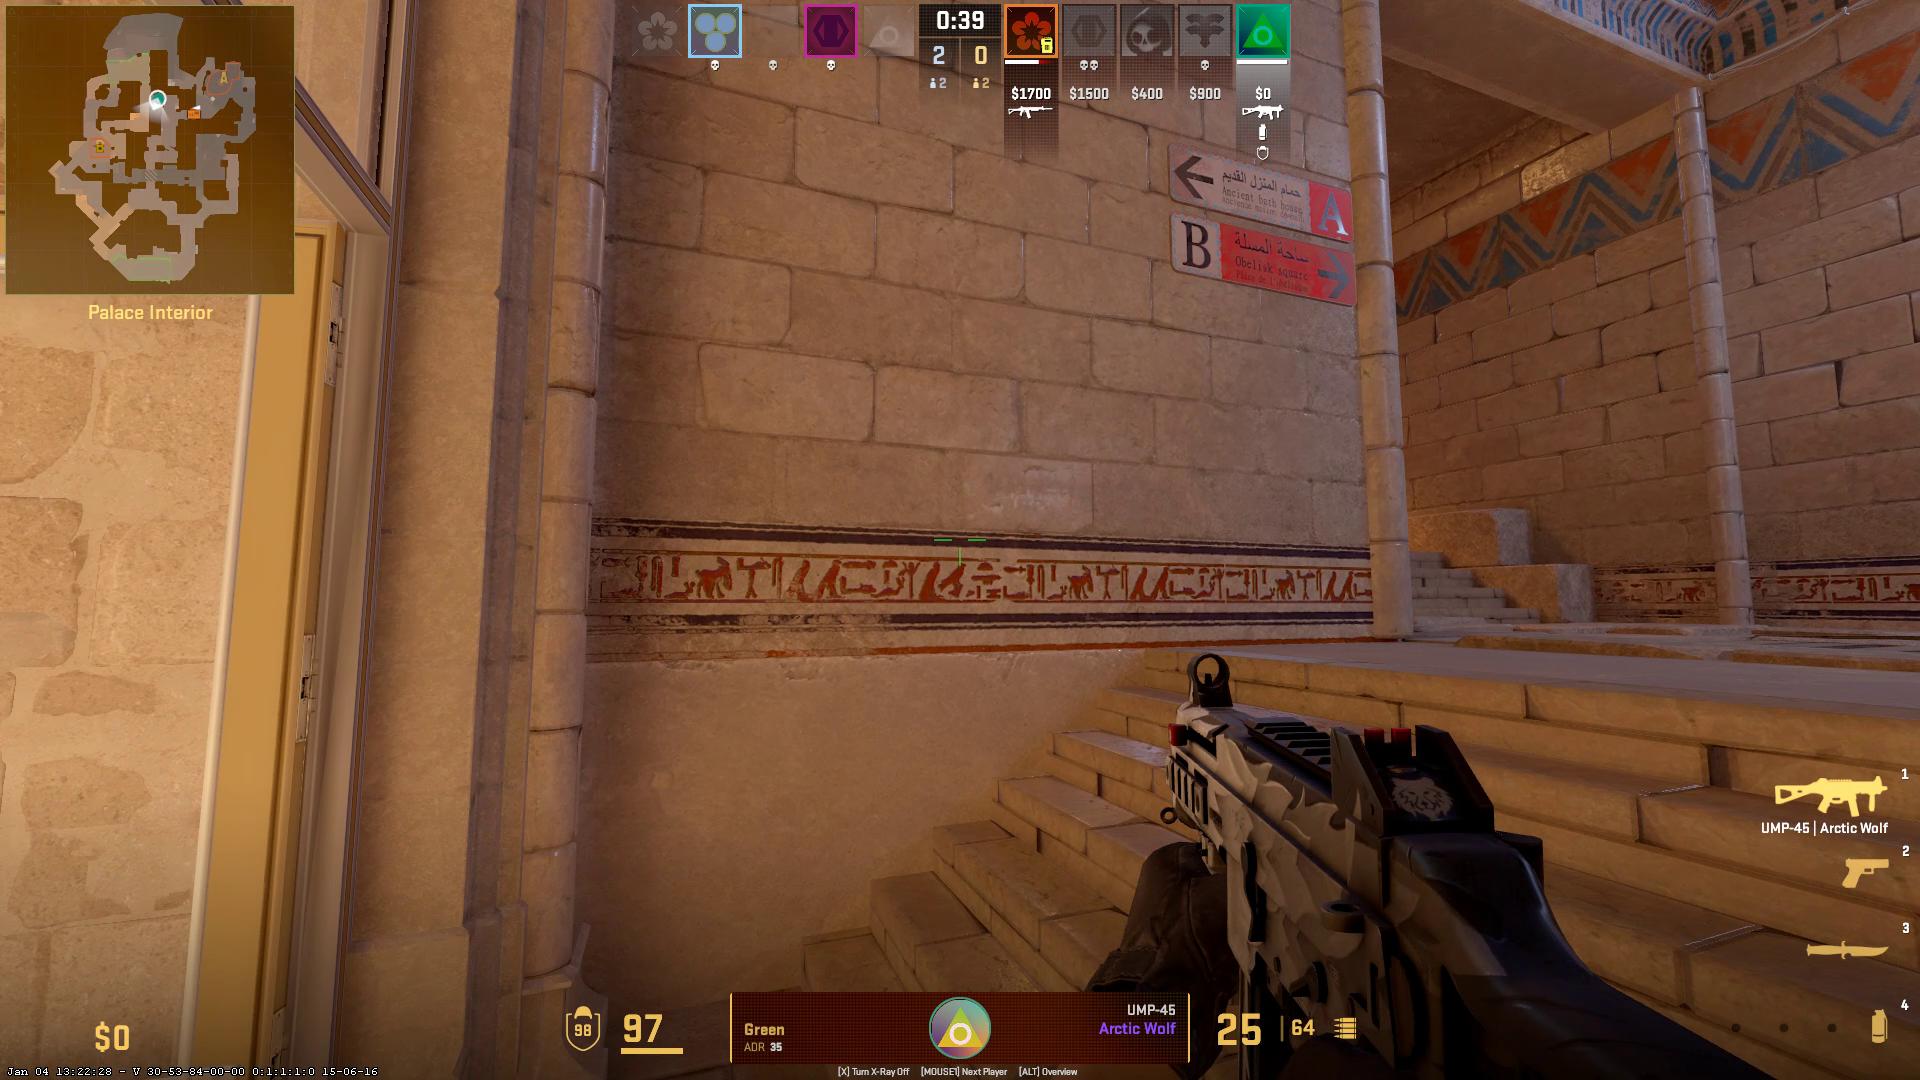 A
B
Palace Interior
0:39
2 0
2 2
$1700 $1500 $400 $900 $0
حمام المنزل القديم
Ancient bath house
A
B
ساحة المسلة
Obelisk square
1
UMP-45 | Arctic Wolf
2
3
4
$0
98 97
Green
ADR 35
UMP-45
Arctic Wolf
25 | 64
[X] Turn X-Ray Off [MOUSE1] Next Player [ALT] Overview
Jan 04 13:22:28 - V 30-53-84-00-00 0:1:1:1:0 15-06-16